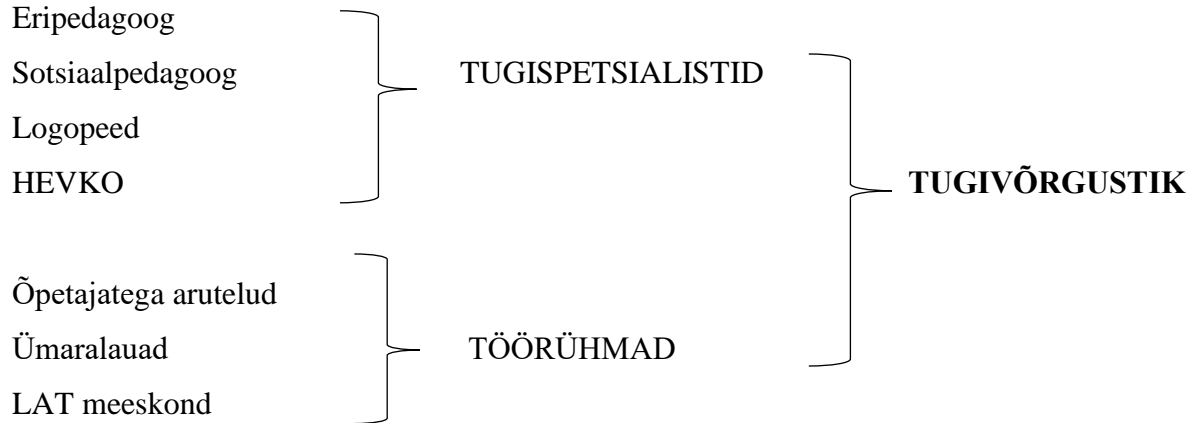 Eripedagoog
Sotsiaalpedagoog
TUGISPETSIALISTID
Logopeed
HEVKO
TUGIVÕRGUSTIK
Õpetajatega arutelud
Ümaralauad
TÖÖRÜHMAD
LAT meeskond